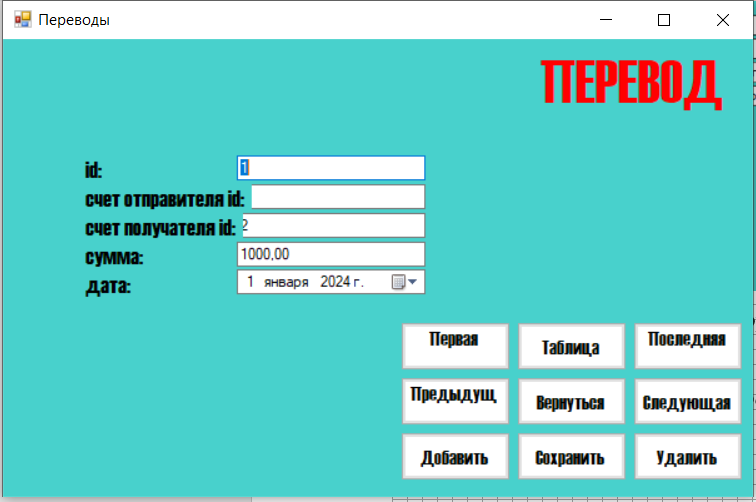 Переводы
ПЕРЕВОД
id: 1
счет отправителя id:
счет получателя id: 2
сумма: 1000,00
дата: 1 января 2024 г.
Первая Таблица Последняя
Предыдущ Вернуться Следующая
Добавить Сохранить Удалить